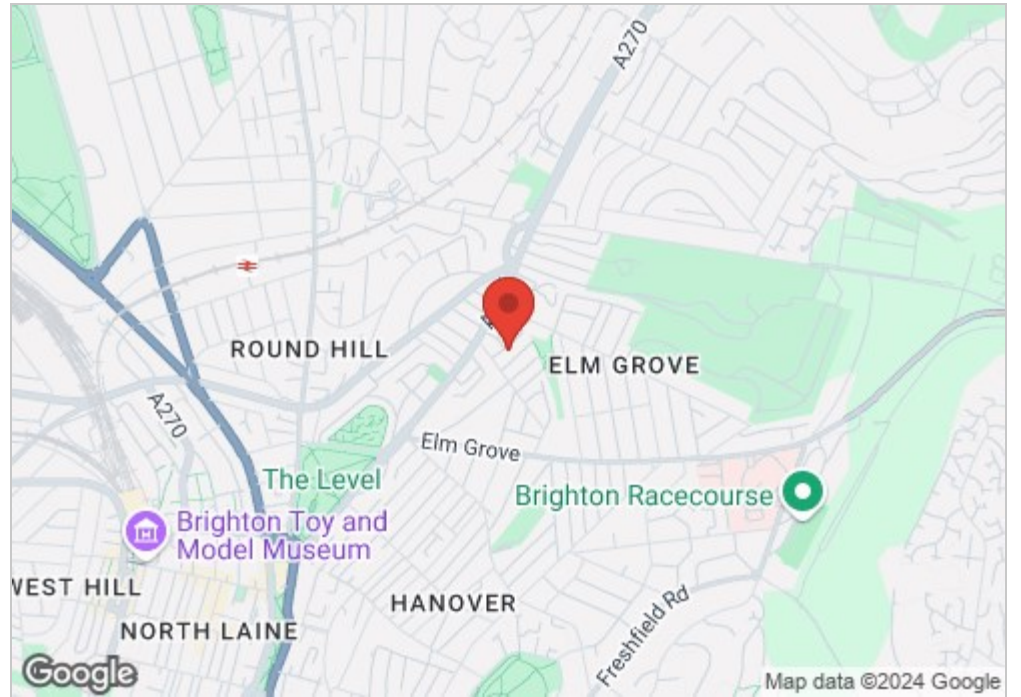 A270
ROUND HILL
ELM GROVE
A270
Elm Grove
The Level
Brighton Racecourse
Brighton Toy and
Model Museum
WEST HILL
HANOVER
NORTH LAINE
Freshfield Rd
Google
Map data ©2024 Google